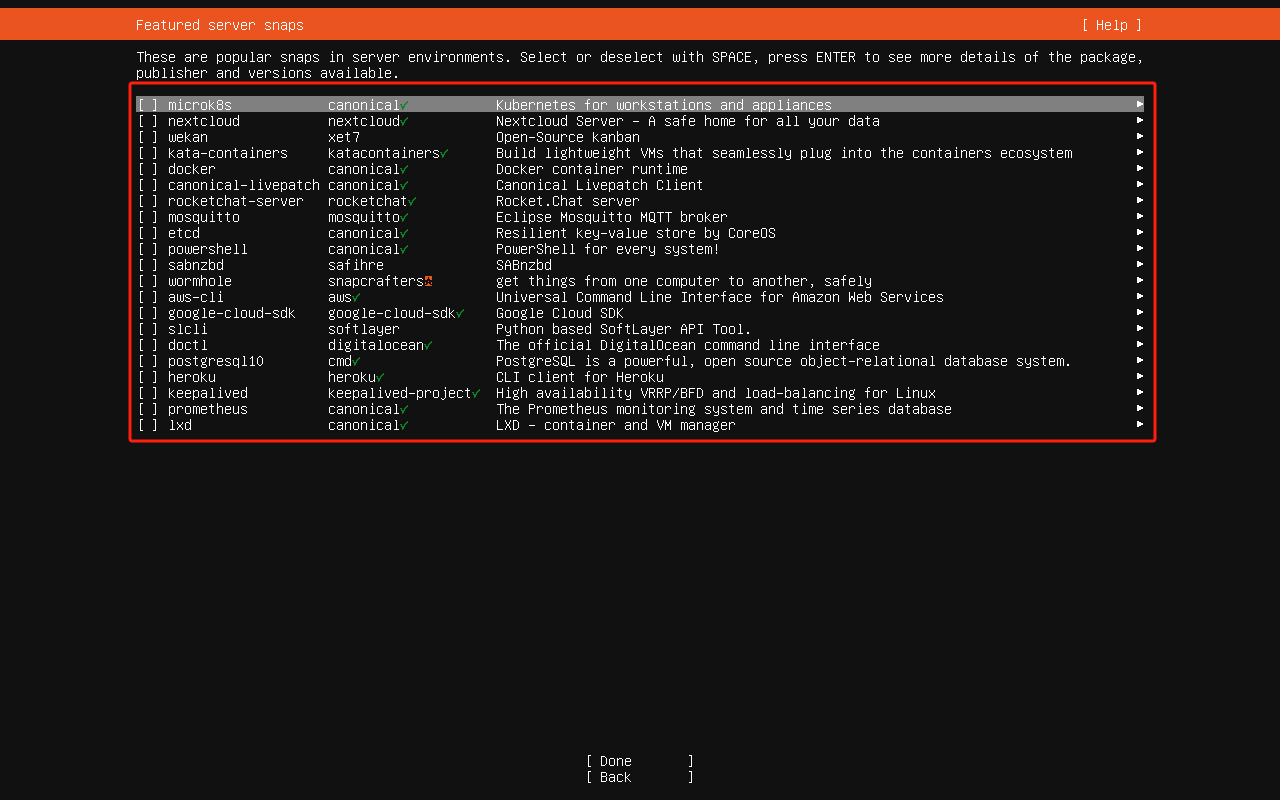 Featured server snaps [ Help ]
These are popular snaps in server environments. Select or deselect with SPACE, press ENTER to see more details of the package,
publisher and versions available.
[ ] microk8s canonical✓ Kubernetes for workstations and appliances ▸
[ ] nextcloud nextcloud✓ Nextcloud Server - A safe home for all your data ▸
[ ] wekan xet7 Open-Source kanban ▸
[ ] kata-containers katacontainers✓ Build lightweight VMs that seamlessly plug into the containers ecosystem ▸
[ ] docker canonical✓ Docker container runtime ▸
[ ] canonical-livepatch canonical✓ Canonical Livepatch Client ▸
[ ] rocketchat-server rocketchat✓ Rocket.Chat server ▸
[ ] mosquitto mosquitto✓ Eclipse Mosquitto MQTT broker ▸
[ ] etcd canonical✓ Resilient key-value store by CoreOS ▸
[ ] powershell canonical✓ PowerShell for every system! ▸
[ ] sabnzbd safihre SABnzbd ▸
[ ] wormhole snapcrafters get things from one computer to another, safely ▸
[ ] aws-cli aws✓ Universal Command Line Interface for Amazon Web Services ▸
[ ] google-cloud-sdk google-cloud-sdk✓ Google Cloud SDK ▸
[ ] slcli softlayer Python based SoftLayer API Tool. ▸
[ ] doctl digitalocean✓ The official DigitalOcean command line interface ▸
[ ] postgresql10 cmd✓ PostgreSQL is a powerful, open source object-relational database system. ▸
[ ] heroku heroku✓ CLI client for Heroku ▸
[ ] keepalived keepalived-project✓ High availability VRRP/BFD and load-balancing for Linux ▸
[ ] prometheus canonical✓ The Prometheus monitoring system and time series database ▸
[ ] lxd canonical✓ LXD - container and VM manager ▸
[ Done ]
[ Back ]